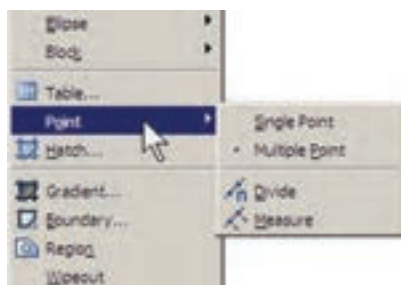 Ellipse
Block
Table...
Point
Hatch...
Gradient...
Boundary...
Region
Wipeout
Single Point
Multiple Point
Divide
Measure